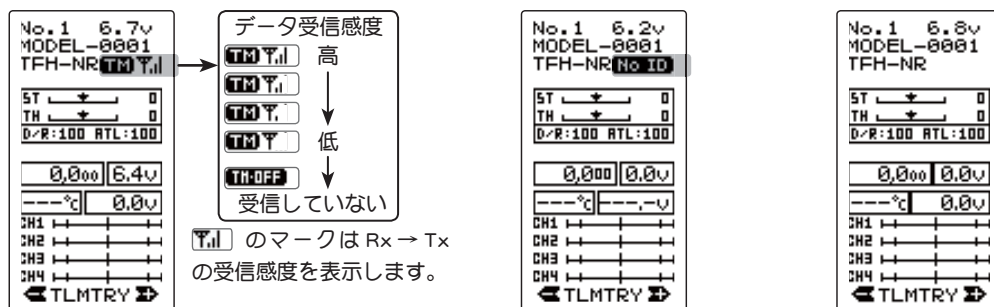 No.1 6.7v
MODEL-0001
TFH-NR TM
ST 0
TH 0
D/R:100 ATL:100
0,000 6.4v
---℃ 0.0v
CH1
CH2
CH3
CH4
TLMTRY
データ受信感度
TM 高
TM
TM
TM 低
TM-OFF
受信していない
のマークは Rx → Tx
の受信感度を表示します。
No.1 6.2v
MODEL-0001
TFH-NR No ID
ST 0
TH 0
D/R:100 ATL:100
0,000 0.0v
---℃ ---.-v
CH1
CH2
CH3
CH4
TLMTRY
No.1 6.8v
MODEL-0001
TFH-NR
ST 0
TH 0
D/R:100 ATL:100
0,000 0.0v
---℃ 0.0v
CH1
CH2
CH3
CH4
TLMTRY